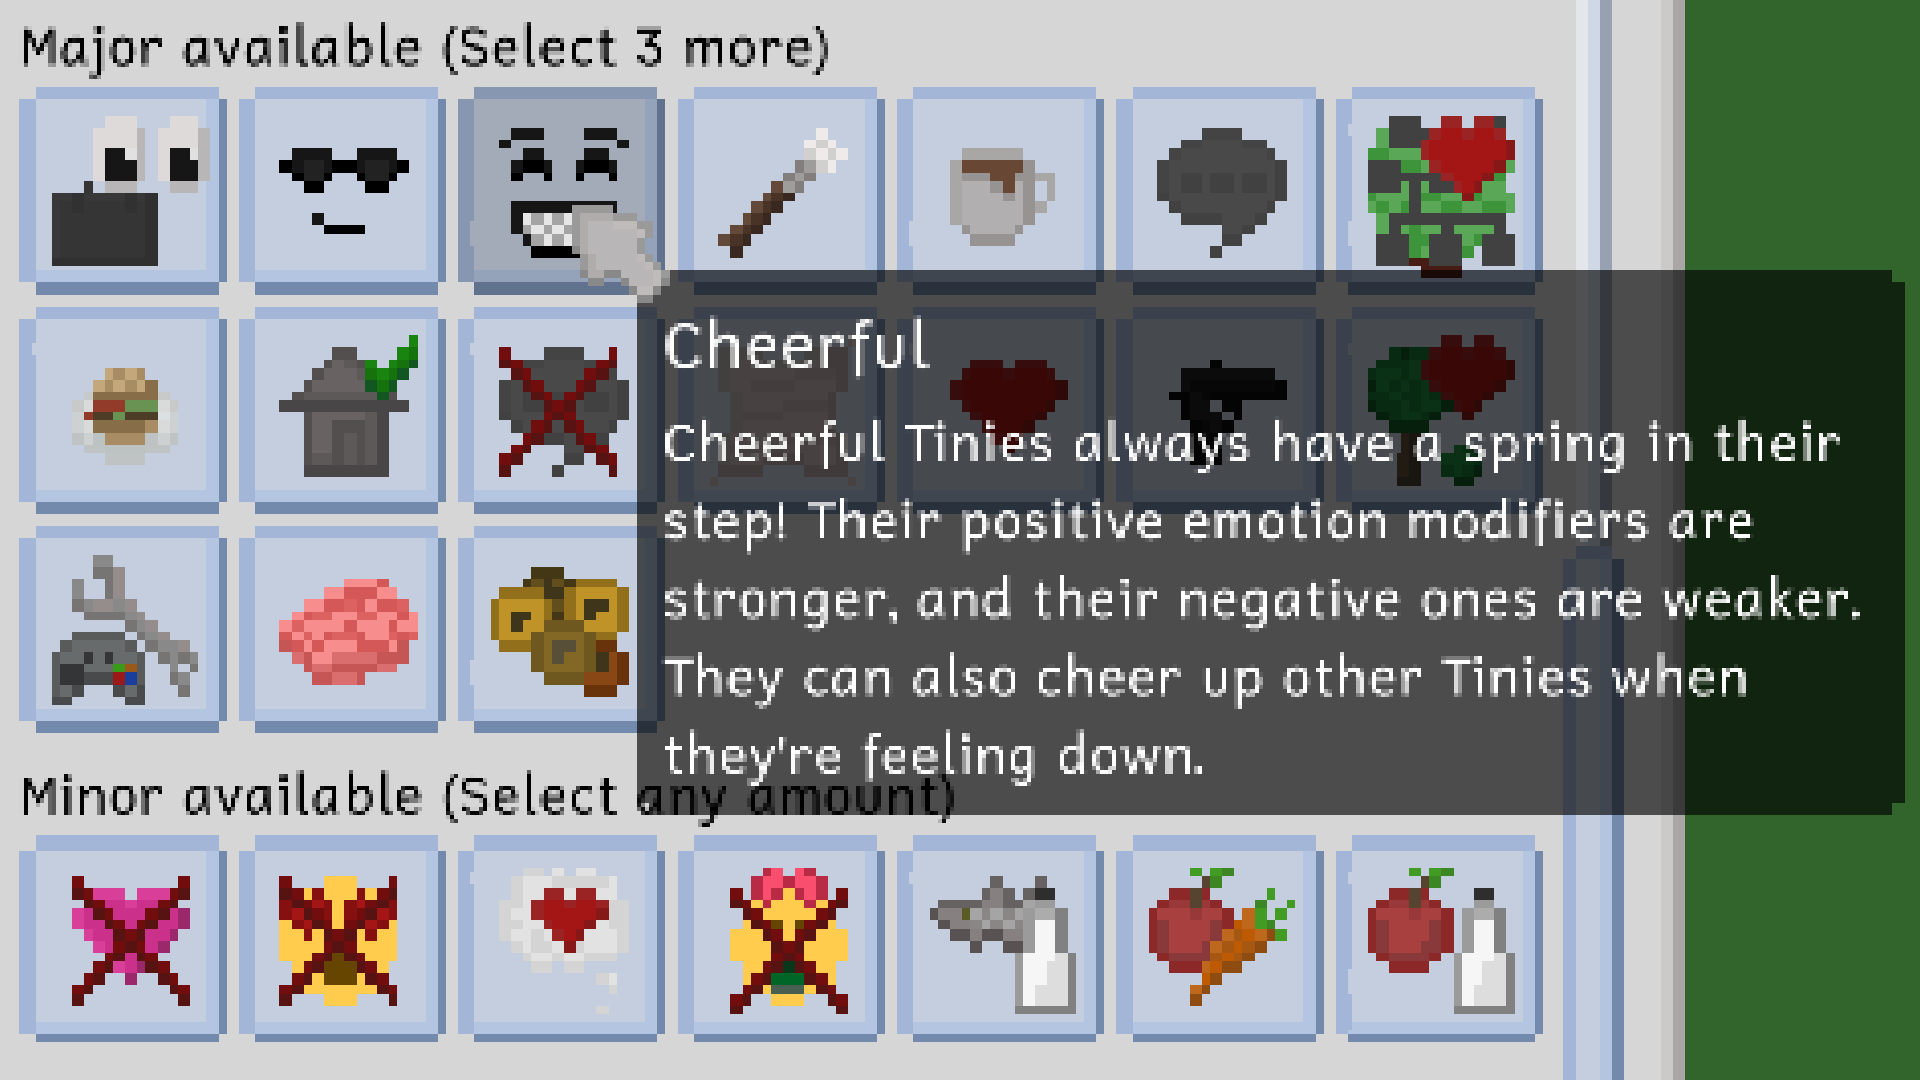 Major available (Select 3 more)
Cheerful
Cheerful Tinies always have a spring in their
step! Their positive emotion modifiers are
stronger, and their negative ones are weaker.
They can also cheer up other Tinies when
they're feeling down.
Minor available (Select any amount)